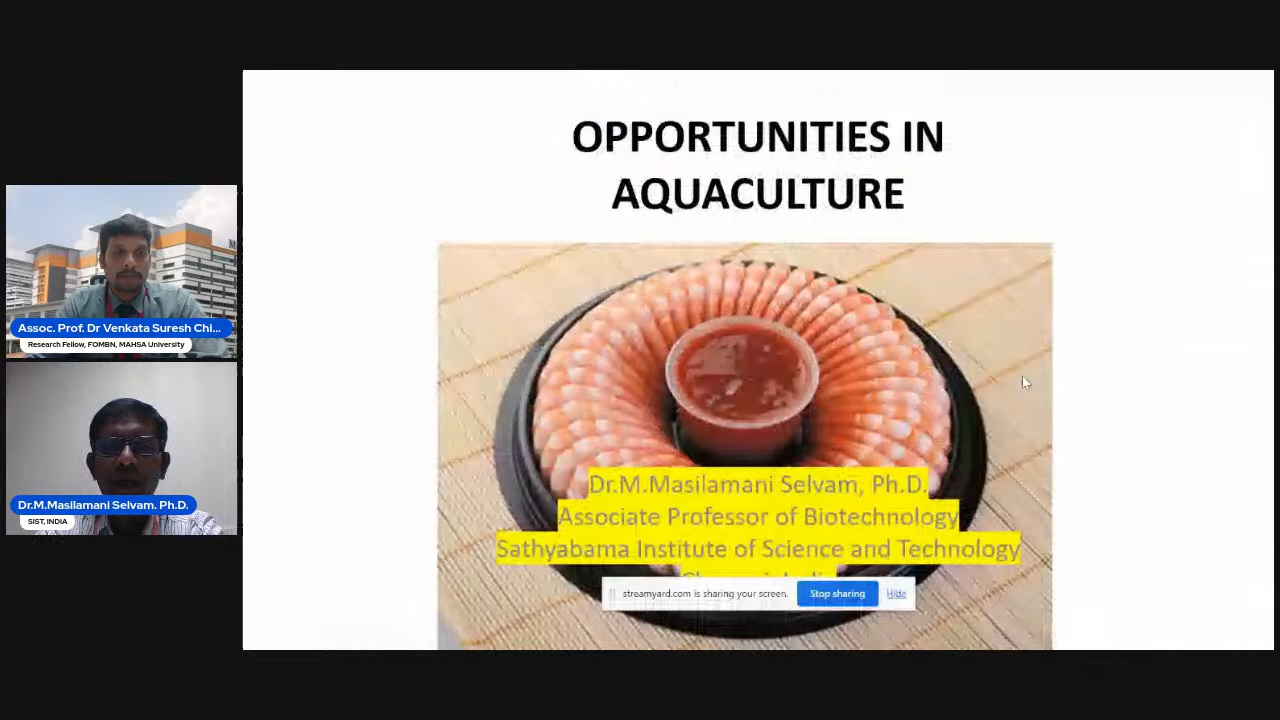 OPPORTUNITIES IN
AQUACULTURE
M
Assoc. Prof. Dr Venkata Suresh Chi...
Research Fellow, FOMBN, MAHSA University
Dr.M.Masilamani Selvam. Ph.D.
SIST, INDIA
Dr.M.Masilamani Selvam, Ph.D.
Associate Professor of Biotechnology
Sathyabama Institute of Science and Technology
streamyard.com is sharing your screen.
Stop sharing
Hide